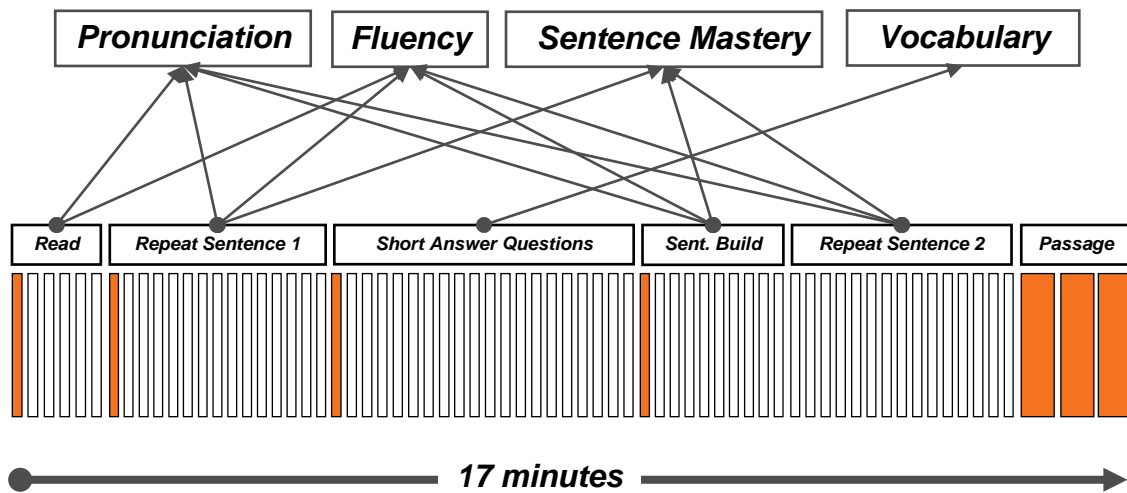 Pronunciation
Fluency
Sentence Mastery
Vocabulary
Read
Repeat Sentence 1
Short Answer Questions
Sent. Build
Repeat Sentence 2
Passage
17 minutes